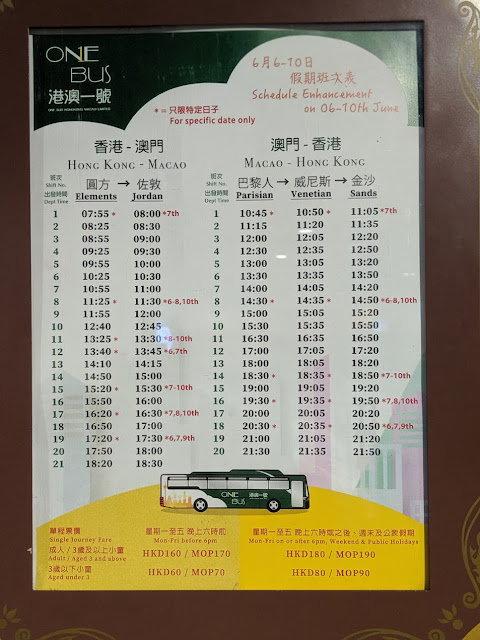 ONE
BUS
港澳一號
ONE BUS HONGKONG MACAU LIMITED
6月6-10日
假期班次表
Schedule Enhancement
on 06-10th June
* = 只限特定日子
For specific date only
香港 - 澳門
HONG KONG - MACAO
澳門 - 香港
MACAO - HONG KONG
班次 圓方 → 佐敦
Shift No.
出發時間
Dept Time Elements Jordan
班次 巴黎人 → 威尼斯 → 金沙
Shift No.
出發時間
Dept Time Parisian Venetian Sands
1 07:55 * 08:00 *7th
2 08:25 08:30
3 08:55 09:00
4 09:25 09:30
5 09:55 10:00
6 10:25 10:30
7 10:55 11:00
8 11:25 * 11:30 *6-8,10th
9 11:55 12:00
10 12:40 12:45
11 13:25 * 13:30 *8-10th
12 13:40 * 13:45 *6,7th
13 14:10 14:15
14 14:50 15:00
15 15:20 * 15:30 *7-10th
16 15:50 16:00
17 16:20 * 16:30 *7,8,10th
18 16:50 17:00
19 17:20 * 17:30 *6,7,9th
20 17:50 18:00
21 18:20 18:30
1 10:45 * 10:50 * 11:05 *7th
2 11:15 11:20 11:35
3 12:00 12:05 12:20
4 12:30 12:35 12:50
5 13:00 13:05 13:20
6 13:30 13:35 13:50
7 14:00 14:05 14:20
8 14:30 * 14:35 * 14:50 *6-8,10th
9 15:00 15:05 15:20
10 15:30 15:35 15:50
11 16:30 16:35 16:50
12 17:00 17:05 17:20
13 18:00 18:05 18:20
14 18:30 * 18:35 * 18:50 *7-10th
15 19:00 19:05 19:20
16 19:30 * 19:35 * 19:50 *7,8,10th
17 20:00 20:05 20:20
18 20:30 * 20:35 * 20:50 *6,7,9th
19 21:00 21:05 21:20
20 21:30 21:35 21:50
ONE
BUS 港澳一號
單程票價
Single Journey Fare
星期一至五 晚上六時前
Mon-Fri before 6pm
星期一至五 晚上六時或之後，週末及公眾假期
Mon-Fri on or after 6pm, Weekend & Public Holidays
成人 / 3歲及以上小童
Adult / Aged 3 and above
HKD160 / MOP170
HKD180 / MOP190
3歲以下小童
Aged under 3
HKD60 / MOP70
HKD80 / MOP90